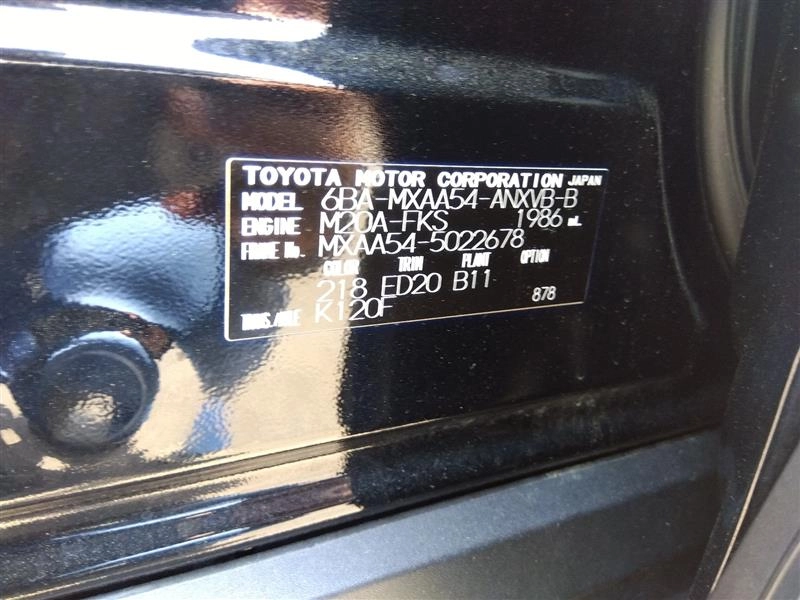 TOYOTA MOTOR CORPORATION JAPAN
MODEL 6BA-MXAA54-ANXVB-B
ENGINE M20A-FKS 1986 mL
FRAME No. MXAA54-5022678
COLOR TRIM PLANT OPTION
218 ED20 B11 878
TRANS.AXLE K120F